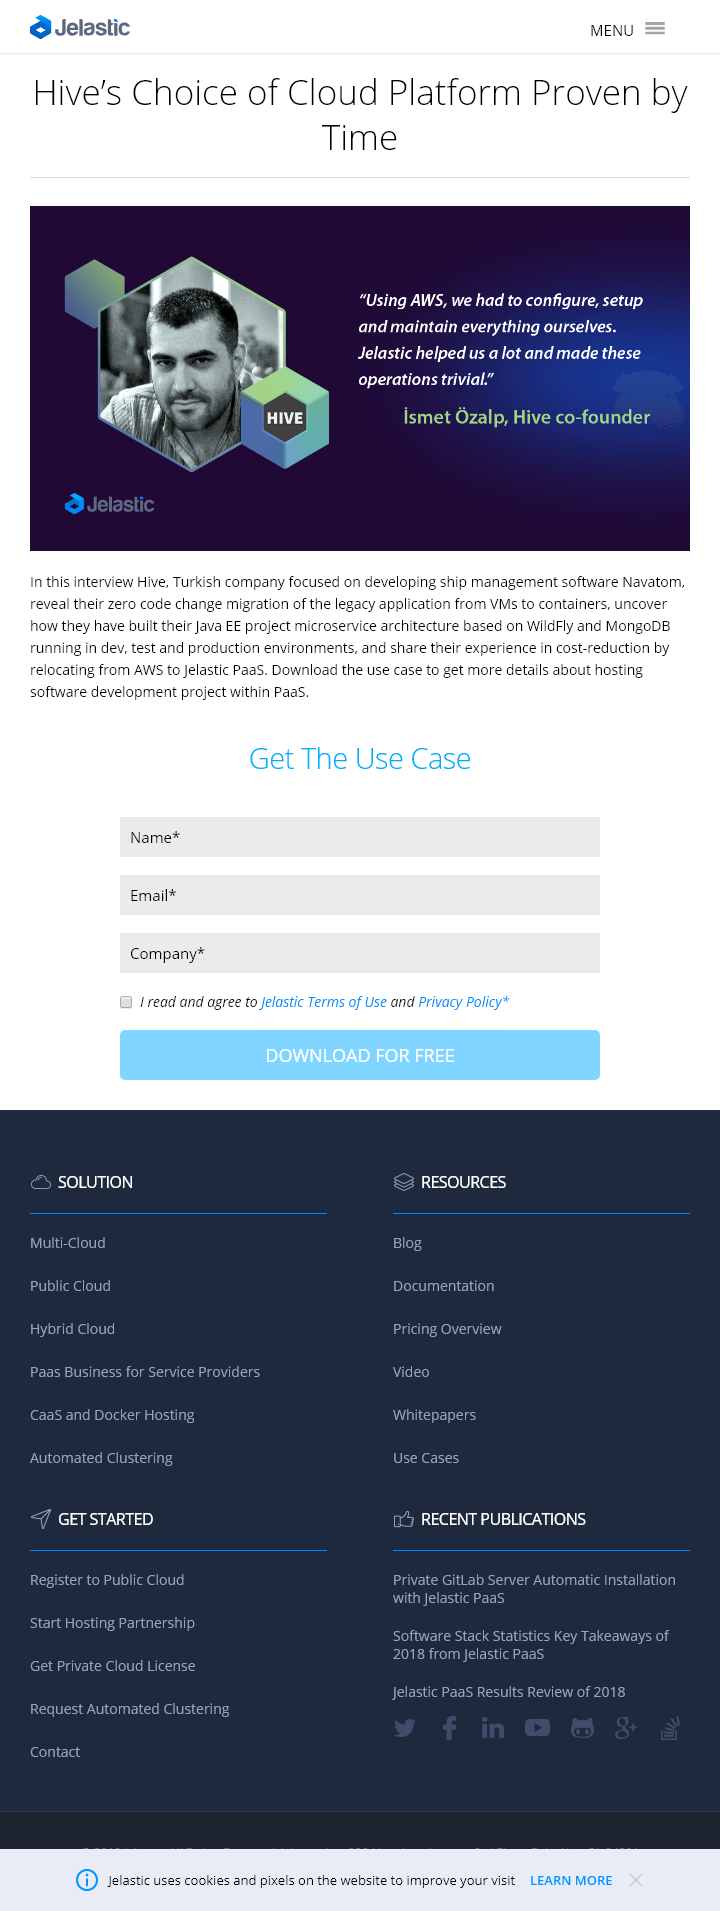 Jelastic
MENU
Hive’s Choice of Cloud Platform Proven by
Time
“Using AWS, we had to configure, setup
and maintain everything ourselves.
Jelastic helped us a lot and made these
operations trivial.”
İsmet Özalp, Hive co-founder
HIVE
Jelastic
In this interview Hive, Turkish company focused on developing ship management software Navatom,
reveal their zero code change migration of the legacy application from VMs to containers, uncover
how they have built their Java EE project microservice architecture based on WildFly and MongoDB
running in dev, test and production environments, and share their experience in cost-reduction by
relocating from AWS to Jelastic PaaS. Download the use case to get more details about hosting
software development project within PaaS.
Get The Use Case
Name*
Email*
Company*
I read and agree to Jelastic Terms of Use and Privacy Policy*
DOWNLOAD FOR FREE
SOLUTION
Multi-Cloud
Public Cloud
Hybrid Cloud
Paas Business for Service Providers
CaaS and Docker Hosting
Automated Clustering
RESOURCES
Blog
Documentation
Pricing Overview
Video
Whitepapers
Use Cases
GET STARTED
Register to Public Cloud
Start Hosting Partnership
Get Private Cloud License
Request Automated Clustering
Contact
RECENT PUBLICATIONS
Private GitLab Server Automatic Installation
with Jelastic PaaS
Software Stack Statistics Key Takeaways of
2018 from Jelastic PaaS
Jelastic PaaS Results Review of 2018
Jelastic uses cookies and pixels on the website to improve your visit LEARN MORE